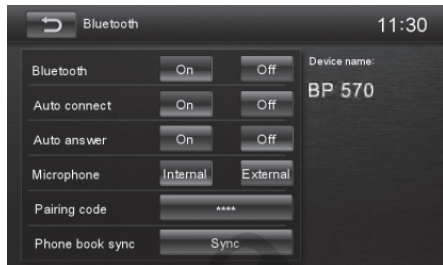 Bluetooth 11:30
Bluetooth On Off
Auto connect On Off
Auto answer On Off
Microphone Internal External
Pairing code ****
Phone book sync Sync
Device name:
BP 570